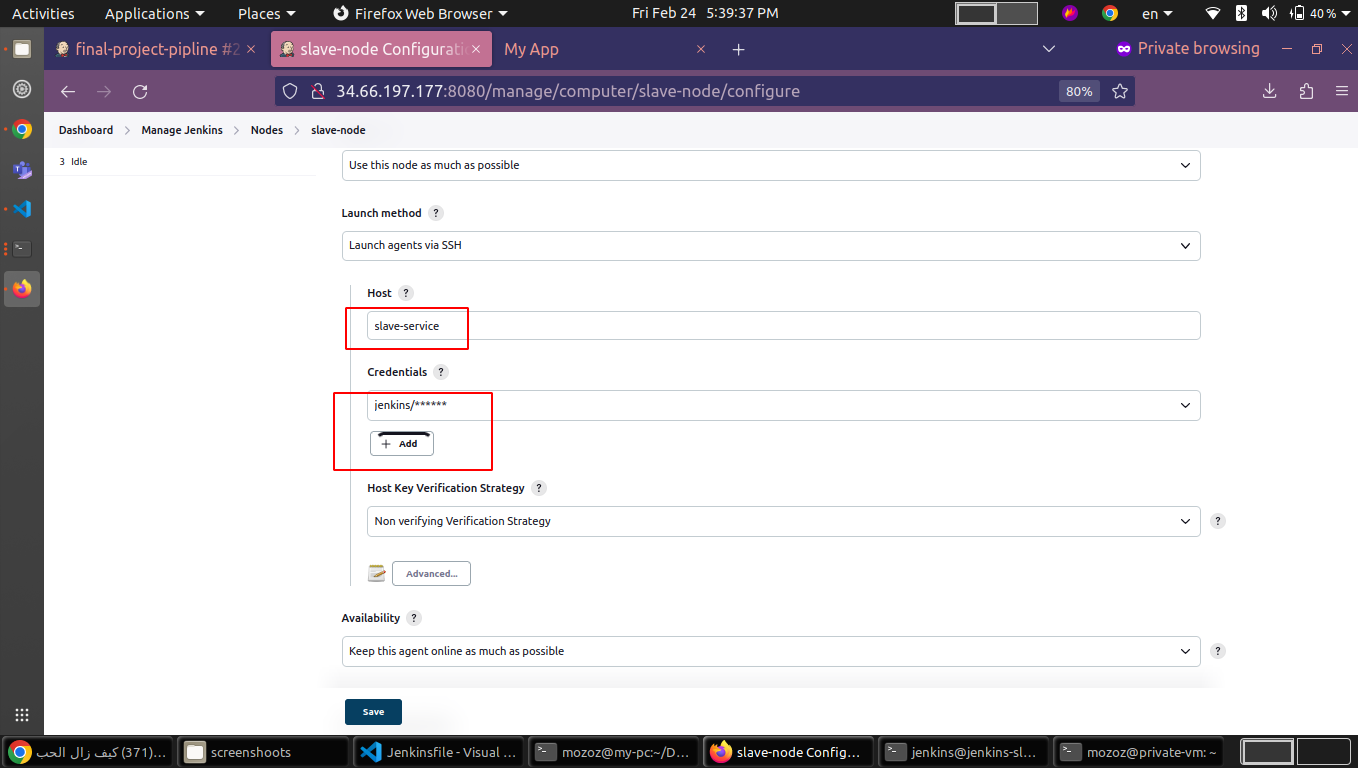 Activities Applications Places Firefox Web Browser Fri Feb 24 5:39:37 PM en 40 %
final-project-pipline #2 slave-node Configuratio My App Private browsing
34.66.197.177:8080/manage/computer/slave-node/configure 80%
Dashboard Manage Jenkins Nodes slave-node
3 Idle
Use this node as much as possible
Launch method ?
Launch agents via SSH
Host ?
slave-service
Credentials ?
jenkins/******
+ Add
Host Key Verification Strategy ?
Non verifying Verification Strategy ?
Advanced...
Availability ?
Keep this agent online as much as possible ?
Save
(371) كيف زال الحب... screenshoots Jenkinsfile - Visual ... mozoz@my-pc:~/D... slave-node Config... jenkins@jenkins-sl... mozoz@private-vm: ~